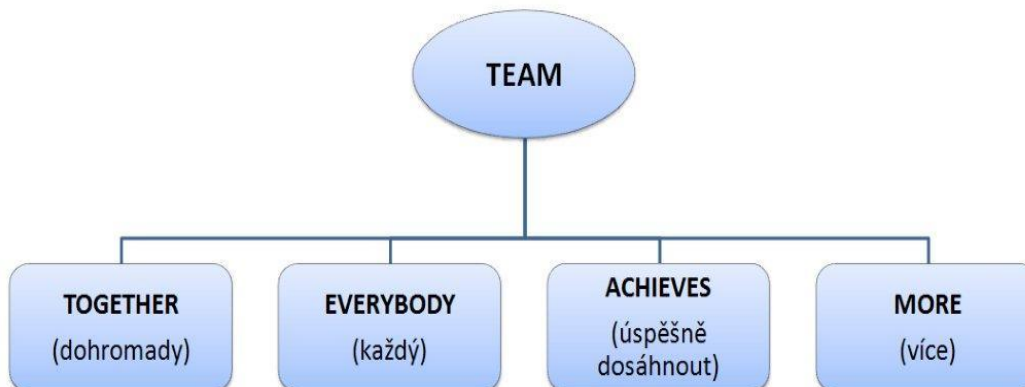 TEAM
TOGETHER
(dohromady)
EVERYBODY
(každý)
ACHIEVES
(úspěšně
dosáhnout)
MORE
(více)